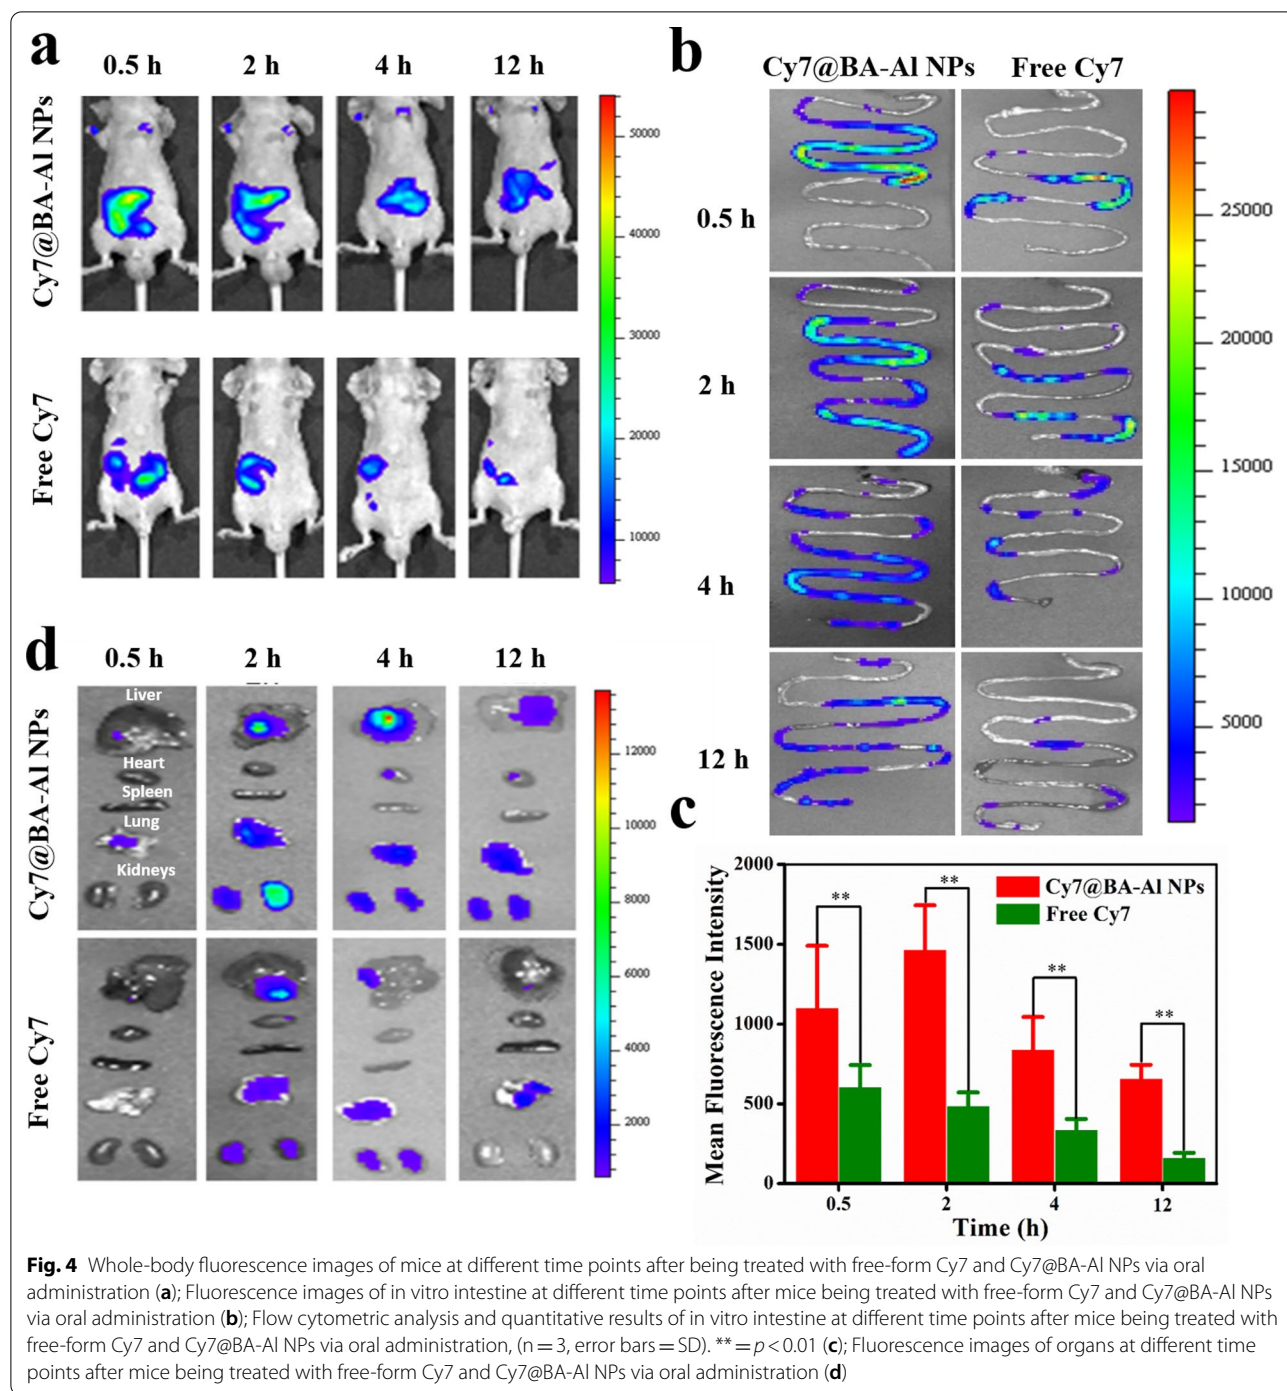 a
0.5 h 2 h 4 h 12 h
Cy7@BA-Al NPs
Free Cy7
50000
40000
30000
20000
10000
b
Cy7@BA-Al NPs Free Cy7
0.5 h
2 h
4 h
12 h
25000
20000
15000
10000
5000
d
0.5 h 2 h 4 h 12 h
Cy7@BA-Al NPs
Free Cy7
Liver
Heart
Spleen
Lung
Kidneys
12000
10000
8000
6000
4000
2000
c
Mean Fluorescence Intensity
2000
1500
1000
500
0
Cy7@BA-Al NPs
Free Cy7
** ** ** **
0.5 2 4 12
Time (h)
Fig. 4 Whole-body fluorescence images of mice at different time points after being treated with free-form Cy7 and Cy7@BA-Al NPs via oral
administration (a); Fluorescence images of in vitro intestine at different time points after mice being treated with free-form Cy7 and Cy7@BA-Al NPs
via oral administration (b); Flow cytometric analysis and quantitative results of in vitro intestine at different time points after mice being treated with
free-form Cy7 and Cy7@BA-Al NPs via oral administration, (n = 3, error bars = SD). ** = p < 0.01 (c); Fluorescence images of organs at different time
points after mice being treated with free-form Cy7 and Cy7@BA-Al NPs via oral administration (d)